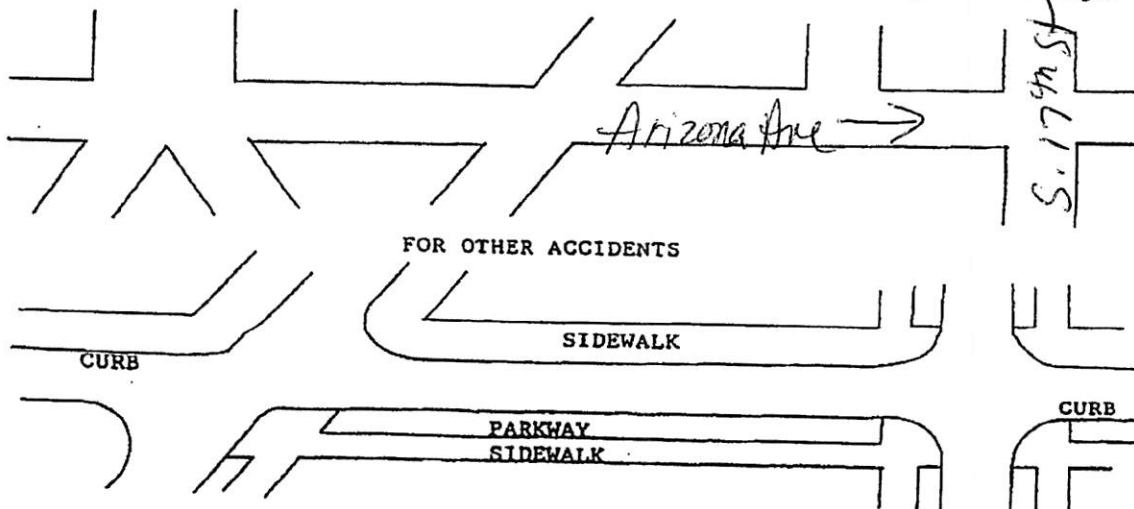 S. 17th St
Arizona Ave →
FOR OTHER ACCIDENTS
SIDEWALK
CURB
CURB
PARKWAY
SIDEWALK